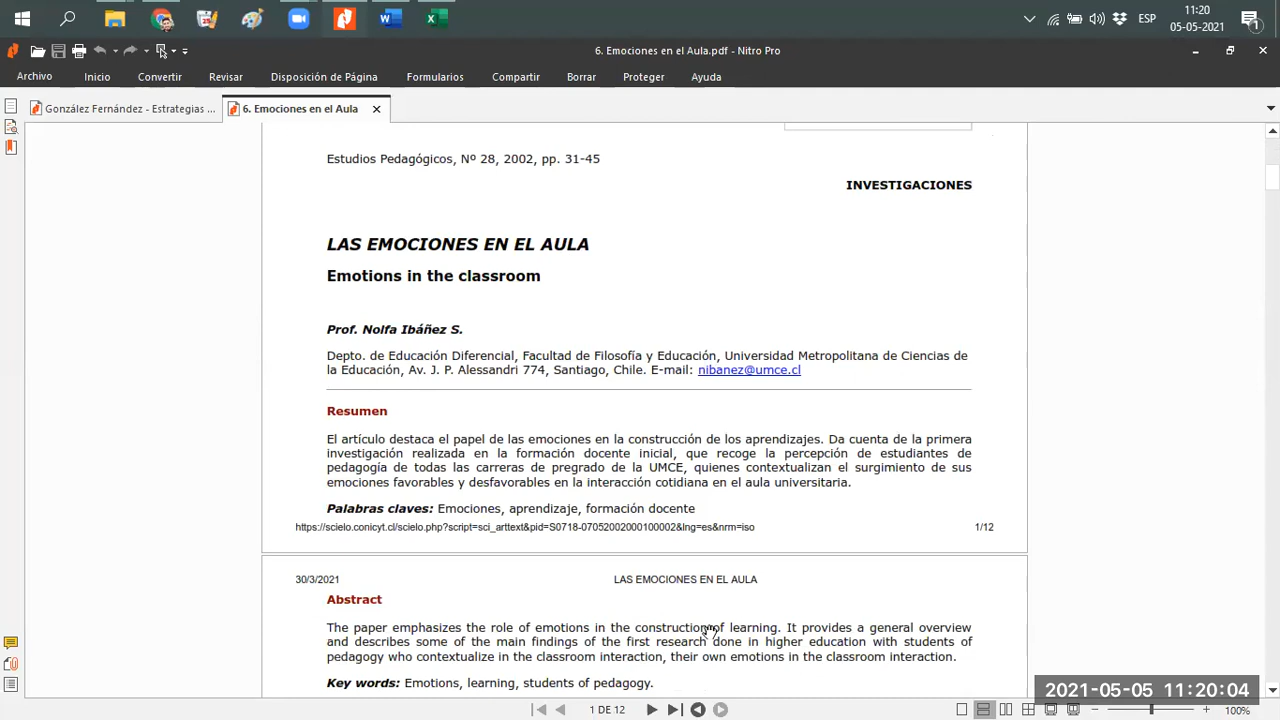 11:20
ESP
05-05-2021
6. Emociones en el Aula.pdf - Nitro Pro
Archivo Inicio Convertir Revisar Disposición de Página Formularios Compartir Borrar Proteger Ayuda
González Fernández - Estrategias ...
6. Emociones en el Aula
Estudios Pedagógicos, Nº 28, 2002, pp. 31-45
INVESTIGACIONES
LAS EMOCIONES EN EL AULA
Emotions in the classroom
Prof. Nolfa Ibáñez S.
Depto. de Educación Diferencial, Facultad de Filosofía y Educación, Universidad Metropolitana de Ciencias de
la Educación, Av. J. P. Alessandri 774, Santiago, Chile. E-mail: nibanez@umce.cl
Resumen
El artículo destaca el papel de las emociones en la construcción de los aprendizajes. Da cuenta de la primera
investigación realizada en la formación docente inicial, que recoge la percepción de estudiantes de
pedagogía de todas las carreras de pregrado de la UMCE, quienes contextualizan el surgimiento de sus
emociones favorables y desfavorables en la interacción cotidiana en el aula universitaria.
Palabras claves: Emociones, aprendizaje, formación docente
https://scielo.conicyt.cl/scielo.php?script=sci_arttext&pid=S0718-07052002000100002&lng=es&nrm=iso 1/12
30/3/2021 LAS EMOCIONES EN EL AULA
Abstract
The paper emphasizes the role of emotions in the construction of learning. It provides a general overview
and describes some of the main findings of the first research done in higher education with students of
pedagogy who contextualize in the classroom interaction, their own emotions in the classroom interaction.
Key words: Emotions, learning, students of pedagogy.
2021-05-05 11:20:04
1 DE 12
100%